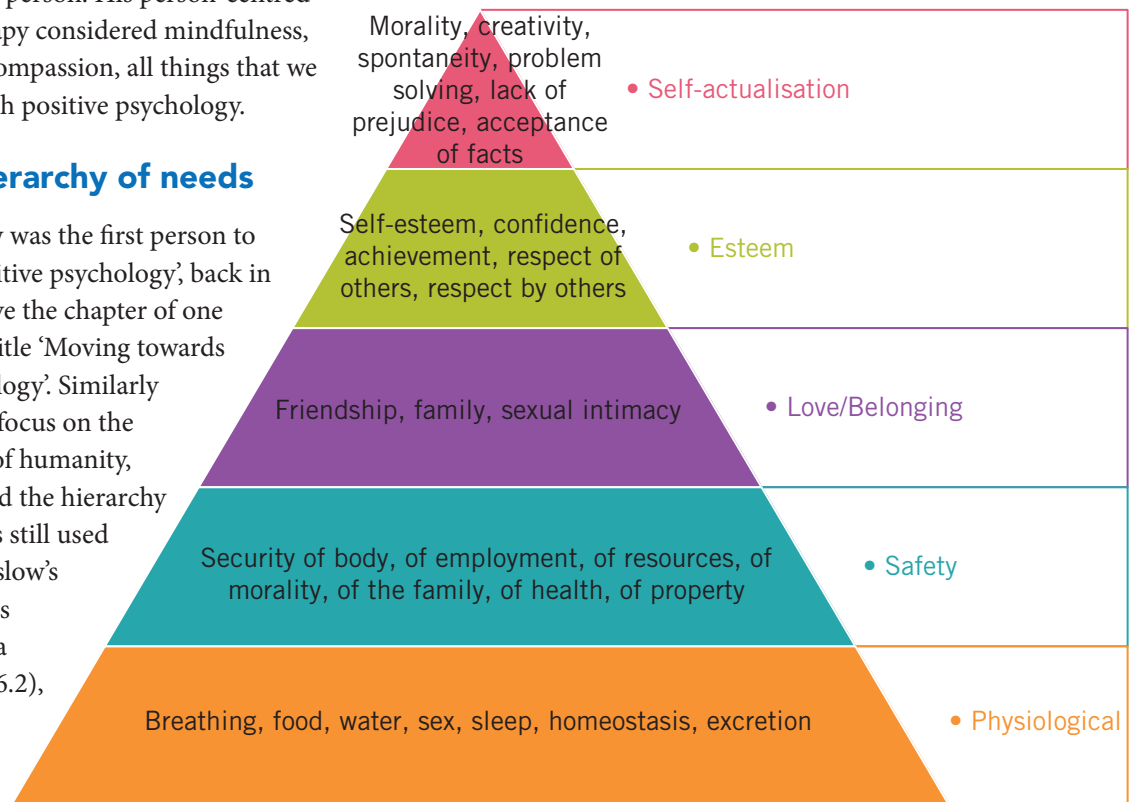 person. His person-centred
apy considered mindfulness,
ompassion, all things that we
h positive psychology.
erarchy of needs
was the first person to
itive psychology’, back in
ve the chapter of one
itle ‘Moving towards
logy’. Similarly
focus on the
of humanity,
d the hierarchy
s still used
slow’s
s
a
6.2),
Morality, creativity,
spontaneity, problem
solving, lack of
prejudice, acceptance
of facts
• Self-actualisation
Self-esteem, confidence,
achievement, respect of
others, respect by others
• Esteem
Friendship, family, sexual intimacy
• Love/Belonging
Security of body, of employment, of resources, of
morality, of the family, of health, of property
• Safety
Breathing, food, water, sex, sleep, homeostasis, excretion
• Physiological